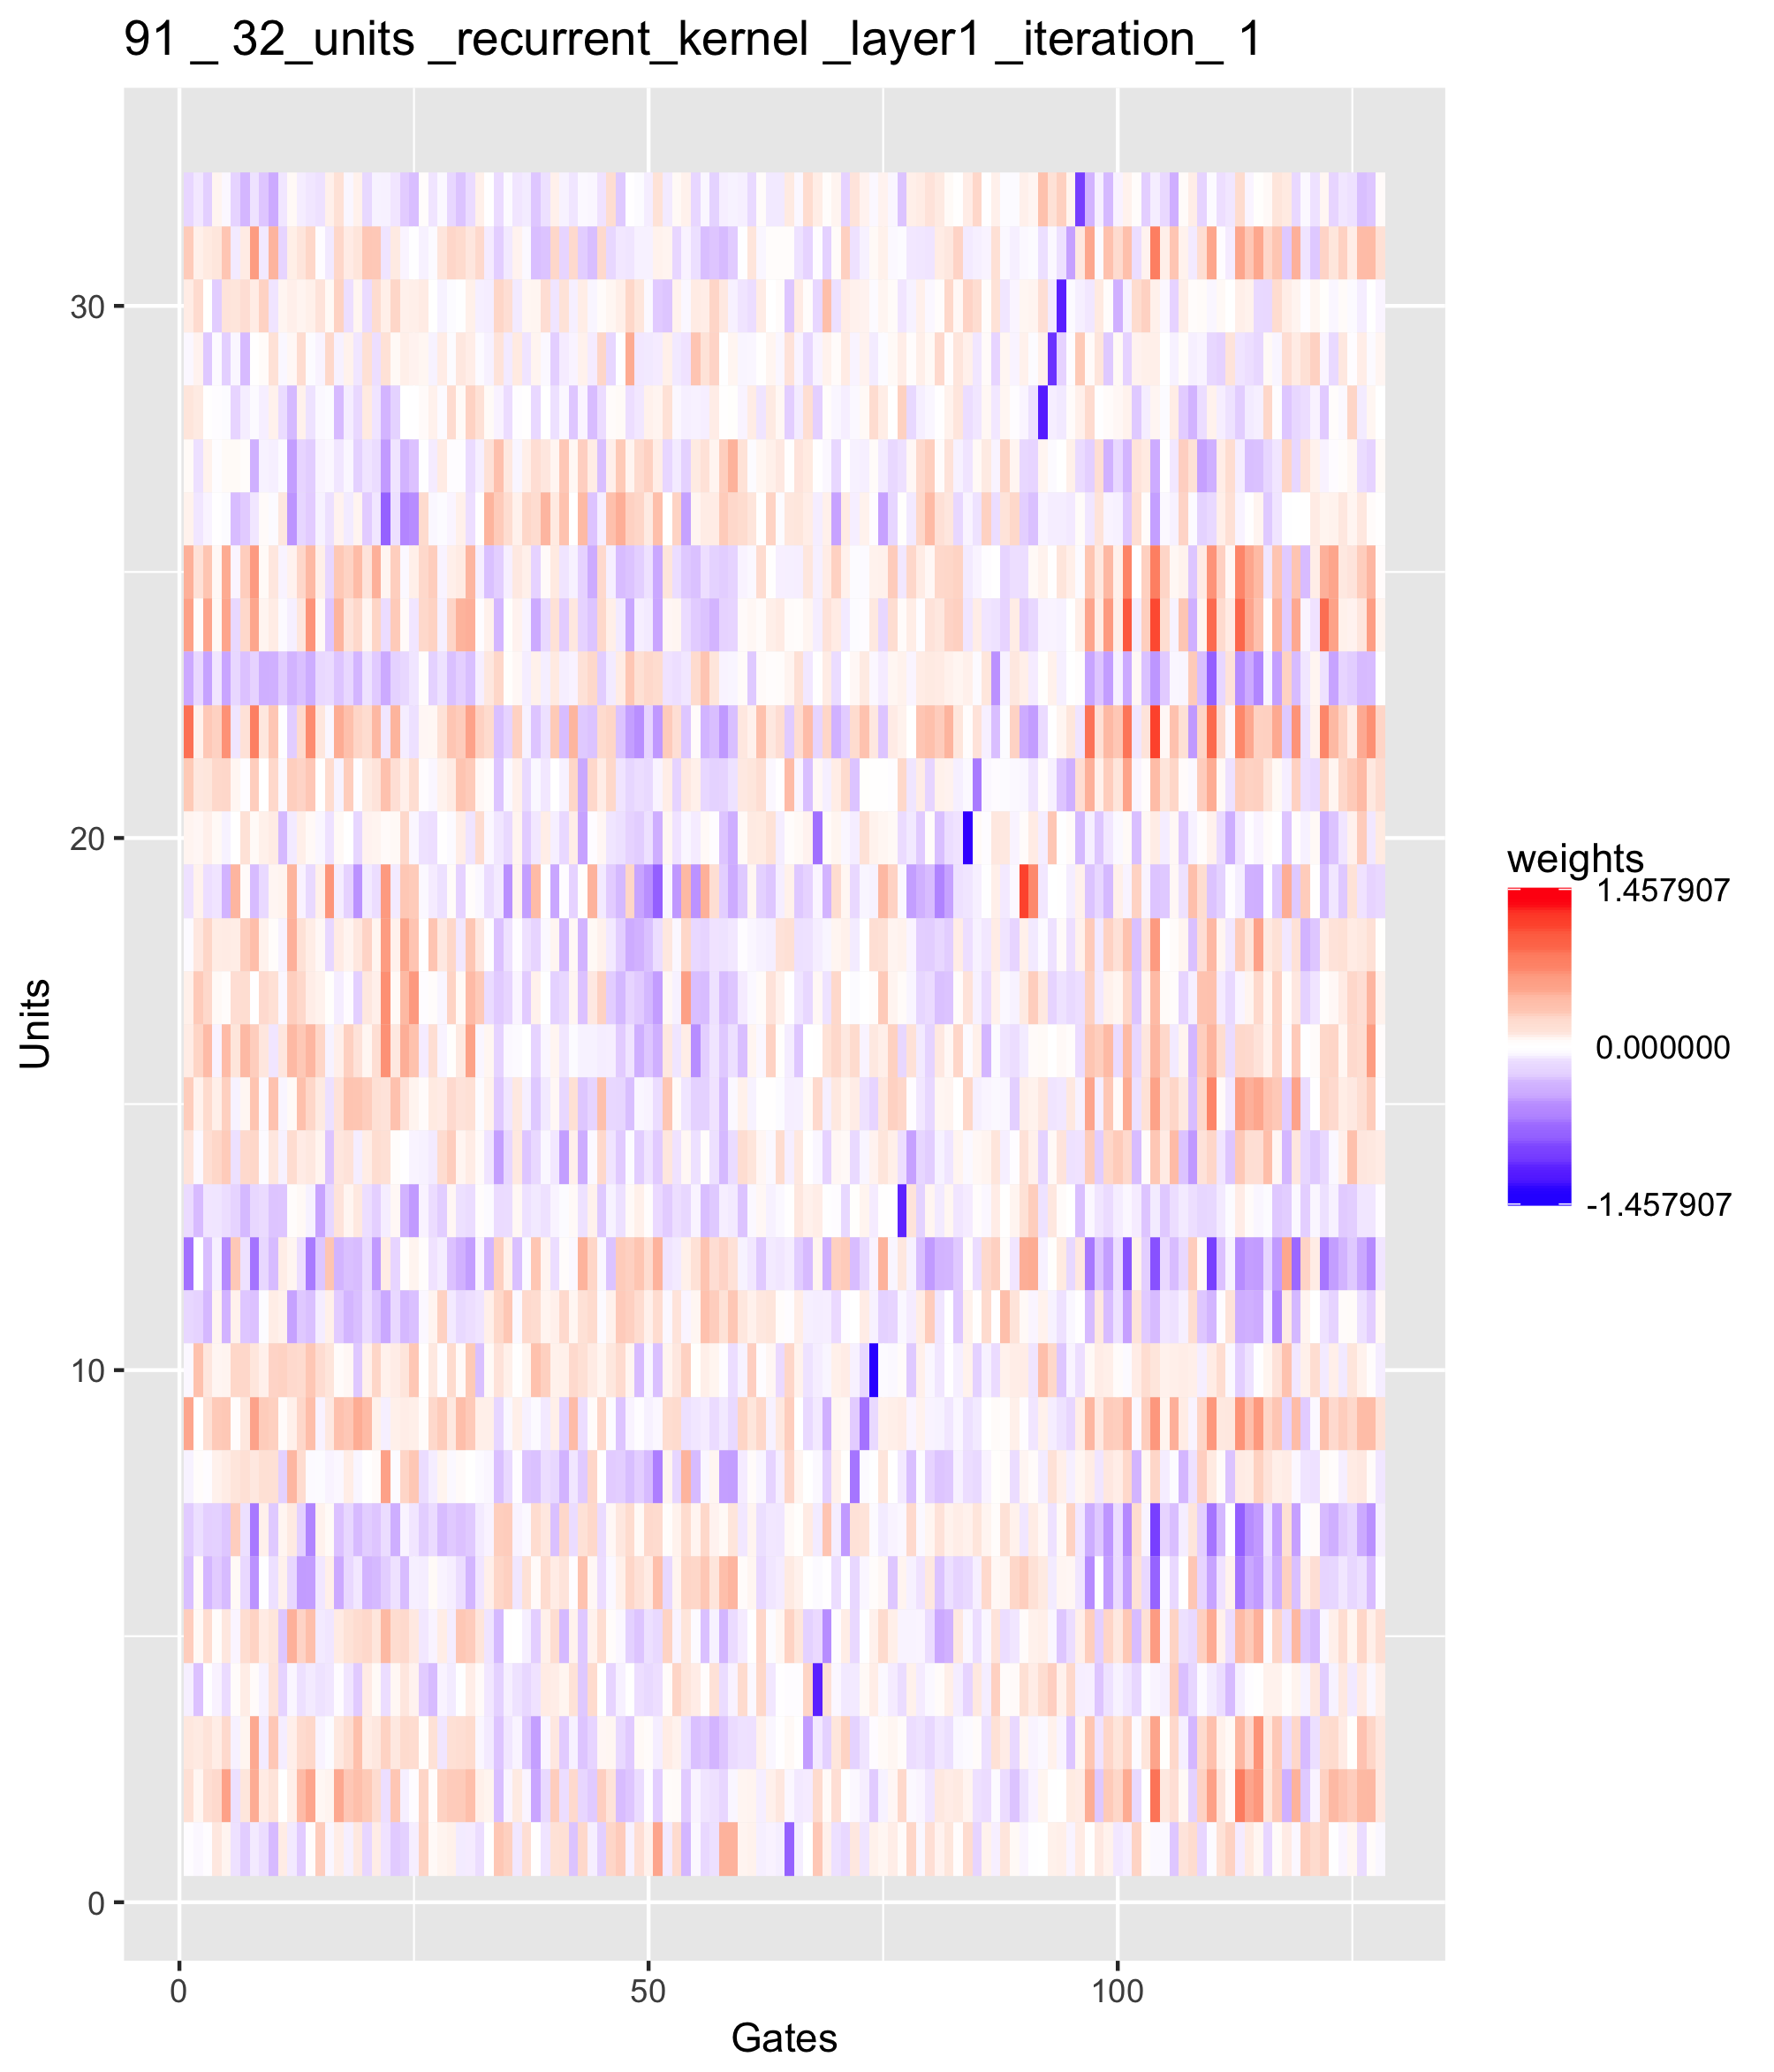 91 _ 32_units _recurrent_kernel _layer1 _iteration_ 1
30
20
10
0
Units
0 50 100
Gates
weights
1.457907
0.000000
-1.457907